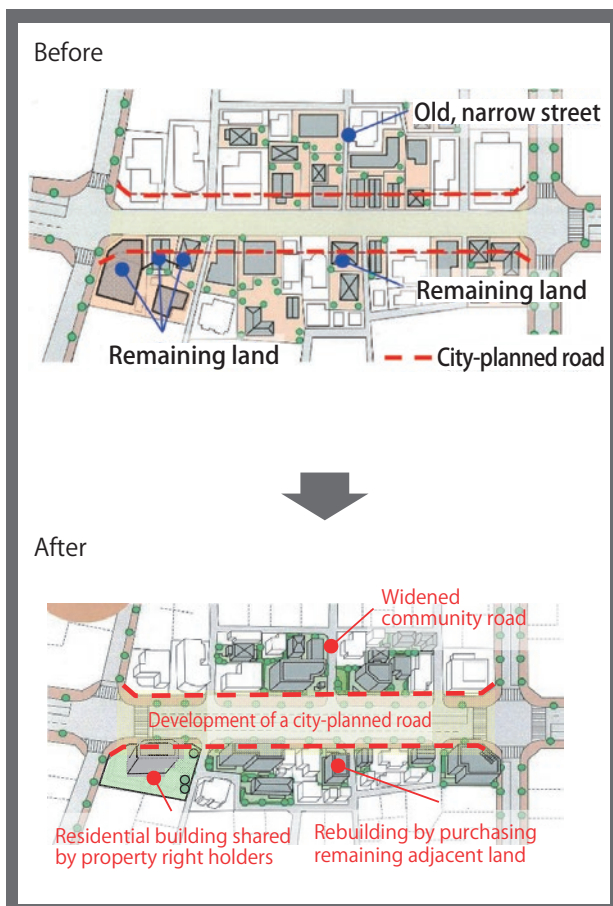 Before
Old, narrow street
Remaining land
Remaining land
City-planned road
After
Widened
community road
Development of a city-planned road
Residential building shared
by property right holders
Rebuilding by purchasing
remaining adjacent land